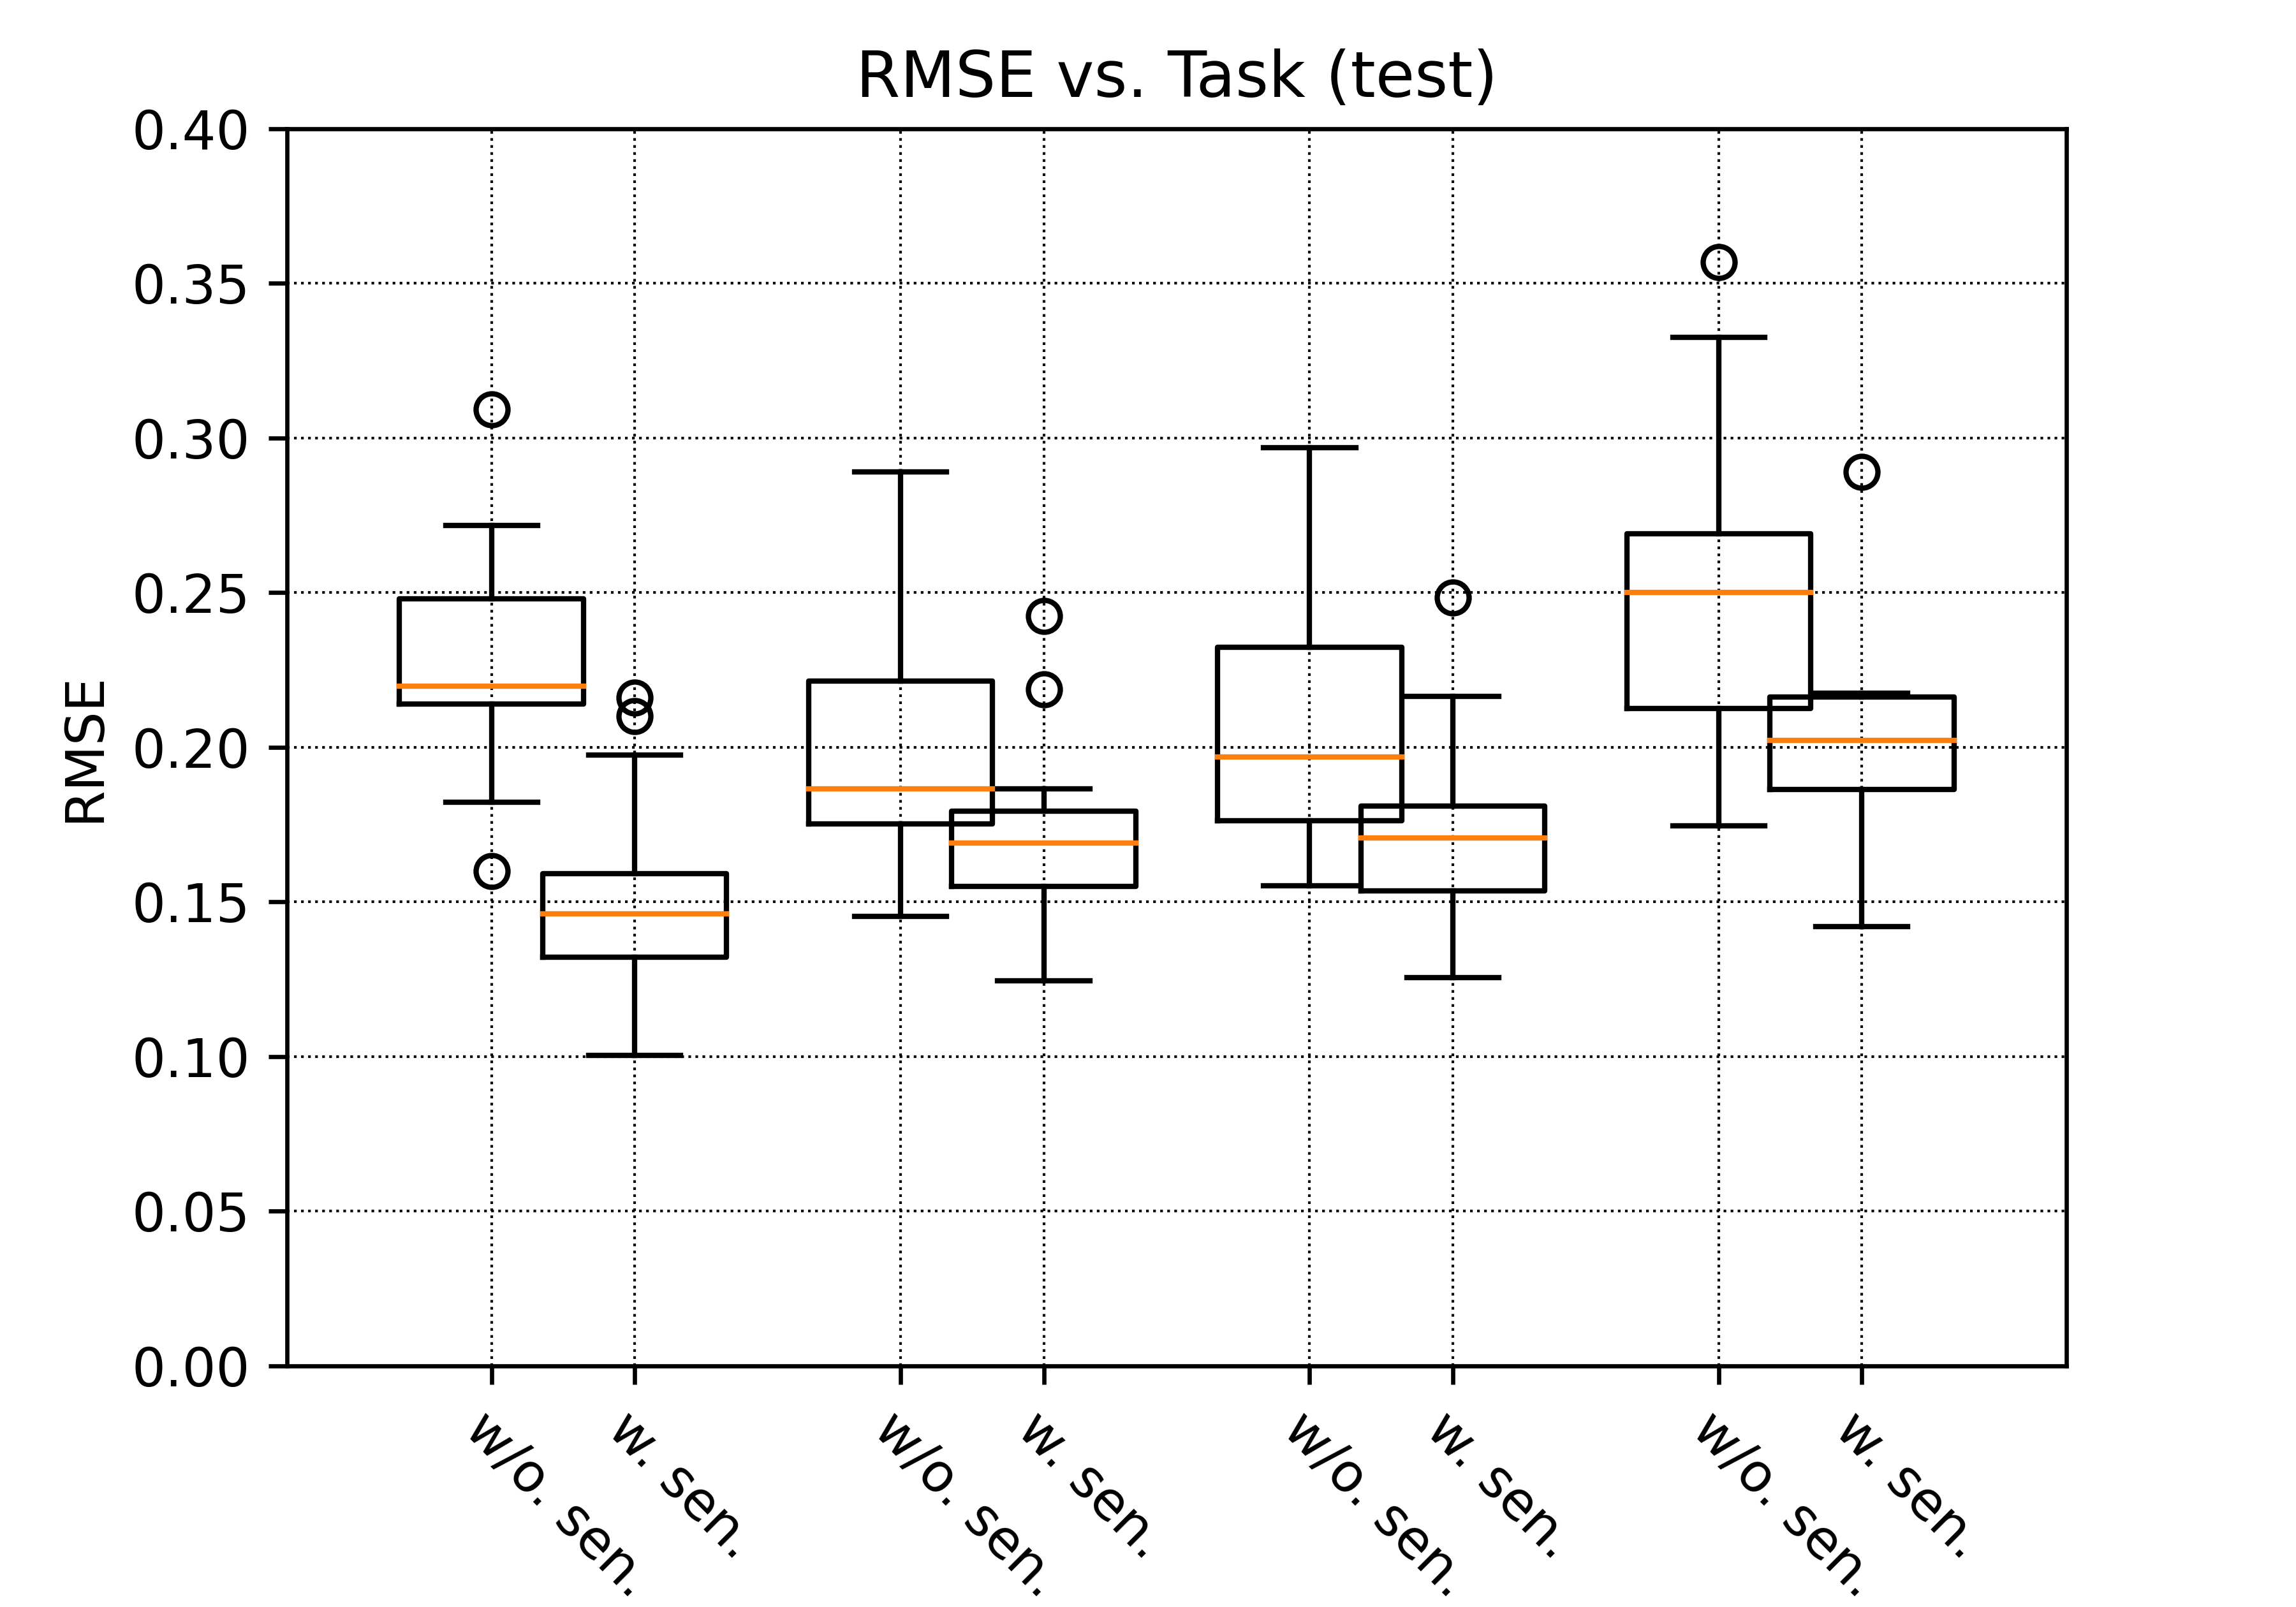 RMSE vs. Task (test)
0.40
0.35
0.30
0.25
0.20
0.15
0.10
0.05
0.00
RMSE
w/o. sen.
w. sen.
w/o. sen.
w. sen.
w/o. sen.
w. sen.
w/o. sen.
w. sen.